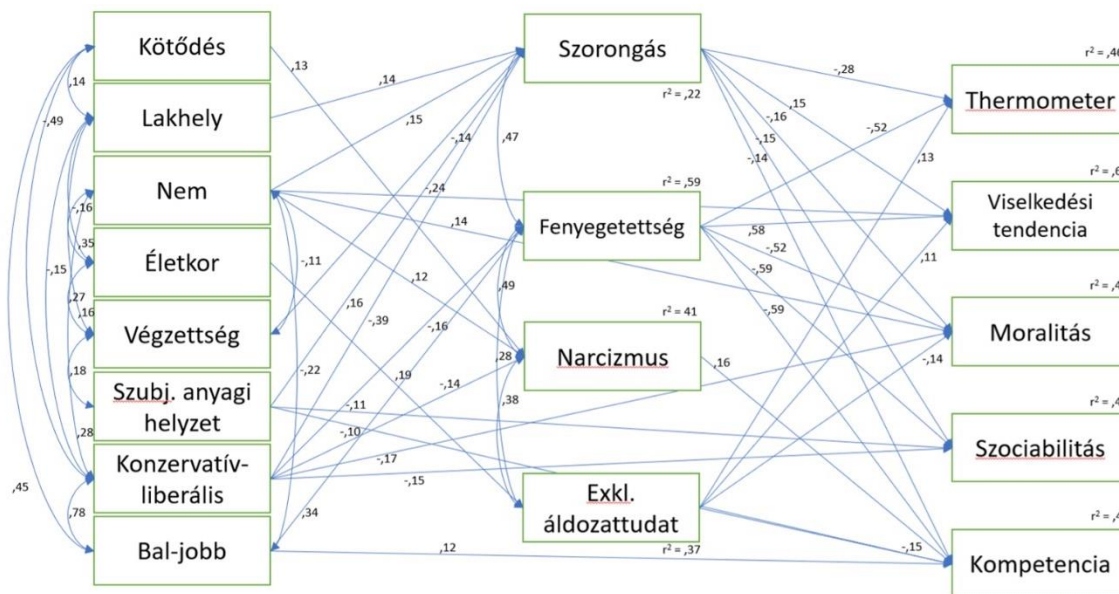 Kötődés
Lakhely
Nem
Életkor
Végzettség
Szubj. anyagi
helyzet
Konzervatív-
liberális
Bal-jobb
,14
-,49
-,16
,35
-,15
,27
,16
,18
,28
,45
,78
,13
,14
,15
-,14
,24
,14
-,11
,12
,16
-,39
-,16
-,22
,19
-,14
-,11
-,10
-,17
-,15
,34
,12
Szorongás
r² = ,22
,47
r² = ,59
Fenyegetettség
,49
r² = 41
Narcizmus
,28
,38
Exkl.
áldozattudat
r² = ,37
-,28
,15
-,16
-,15
-,14
-,52
,13
,58
-,52
-,59
,11
-,59
,16
-,14
-,15
r² = ,46
Thermometer
Viselkedési
tendencia
Moralitás
Szociabilitás
Kompetencia